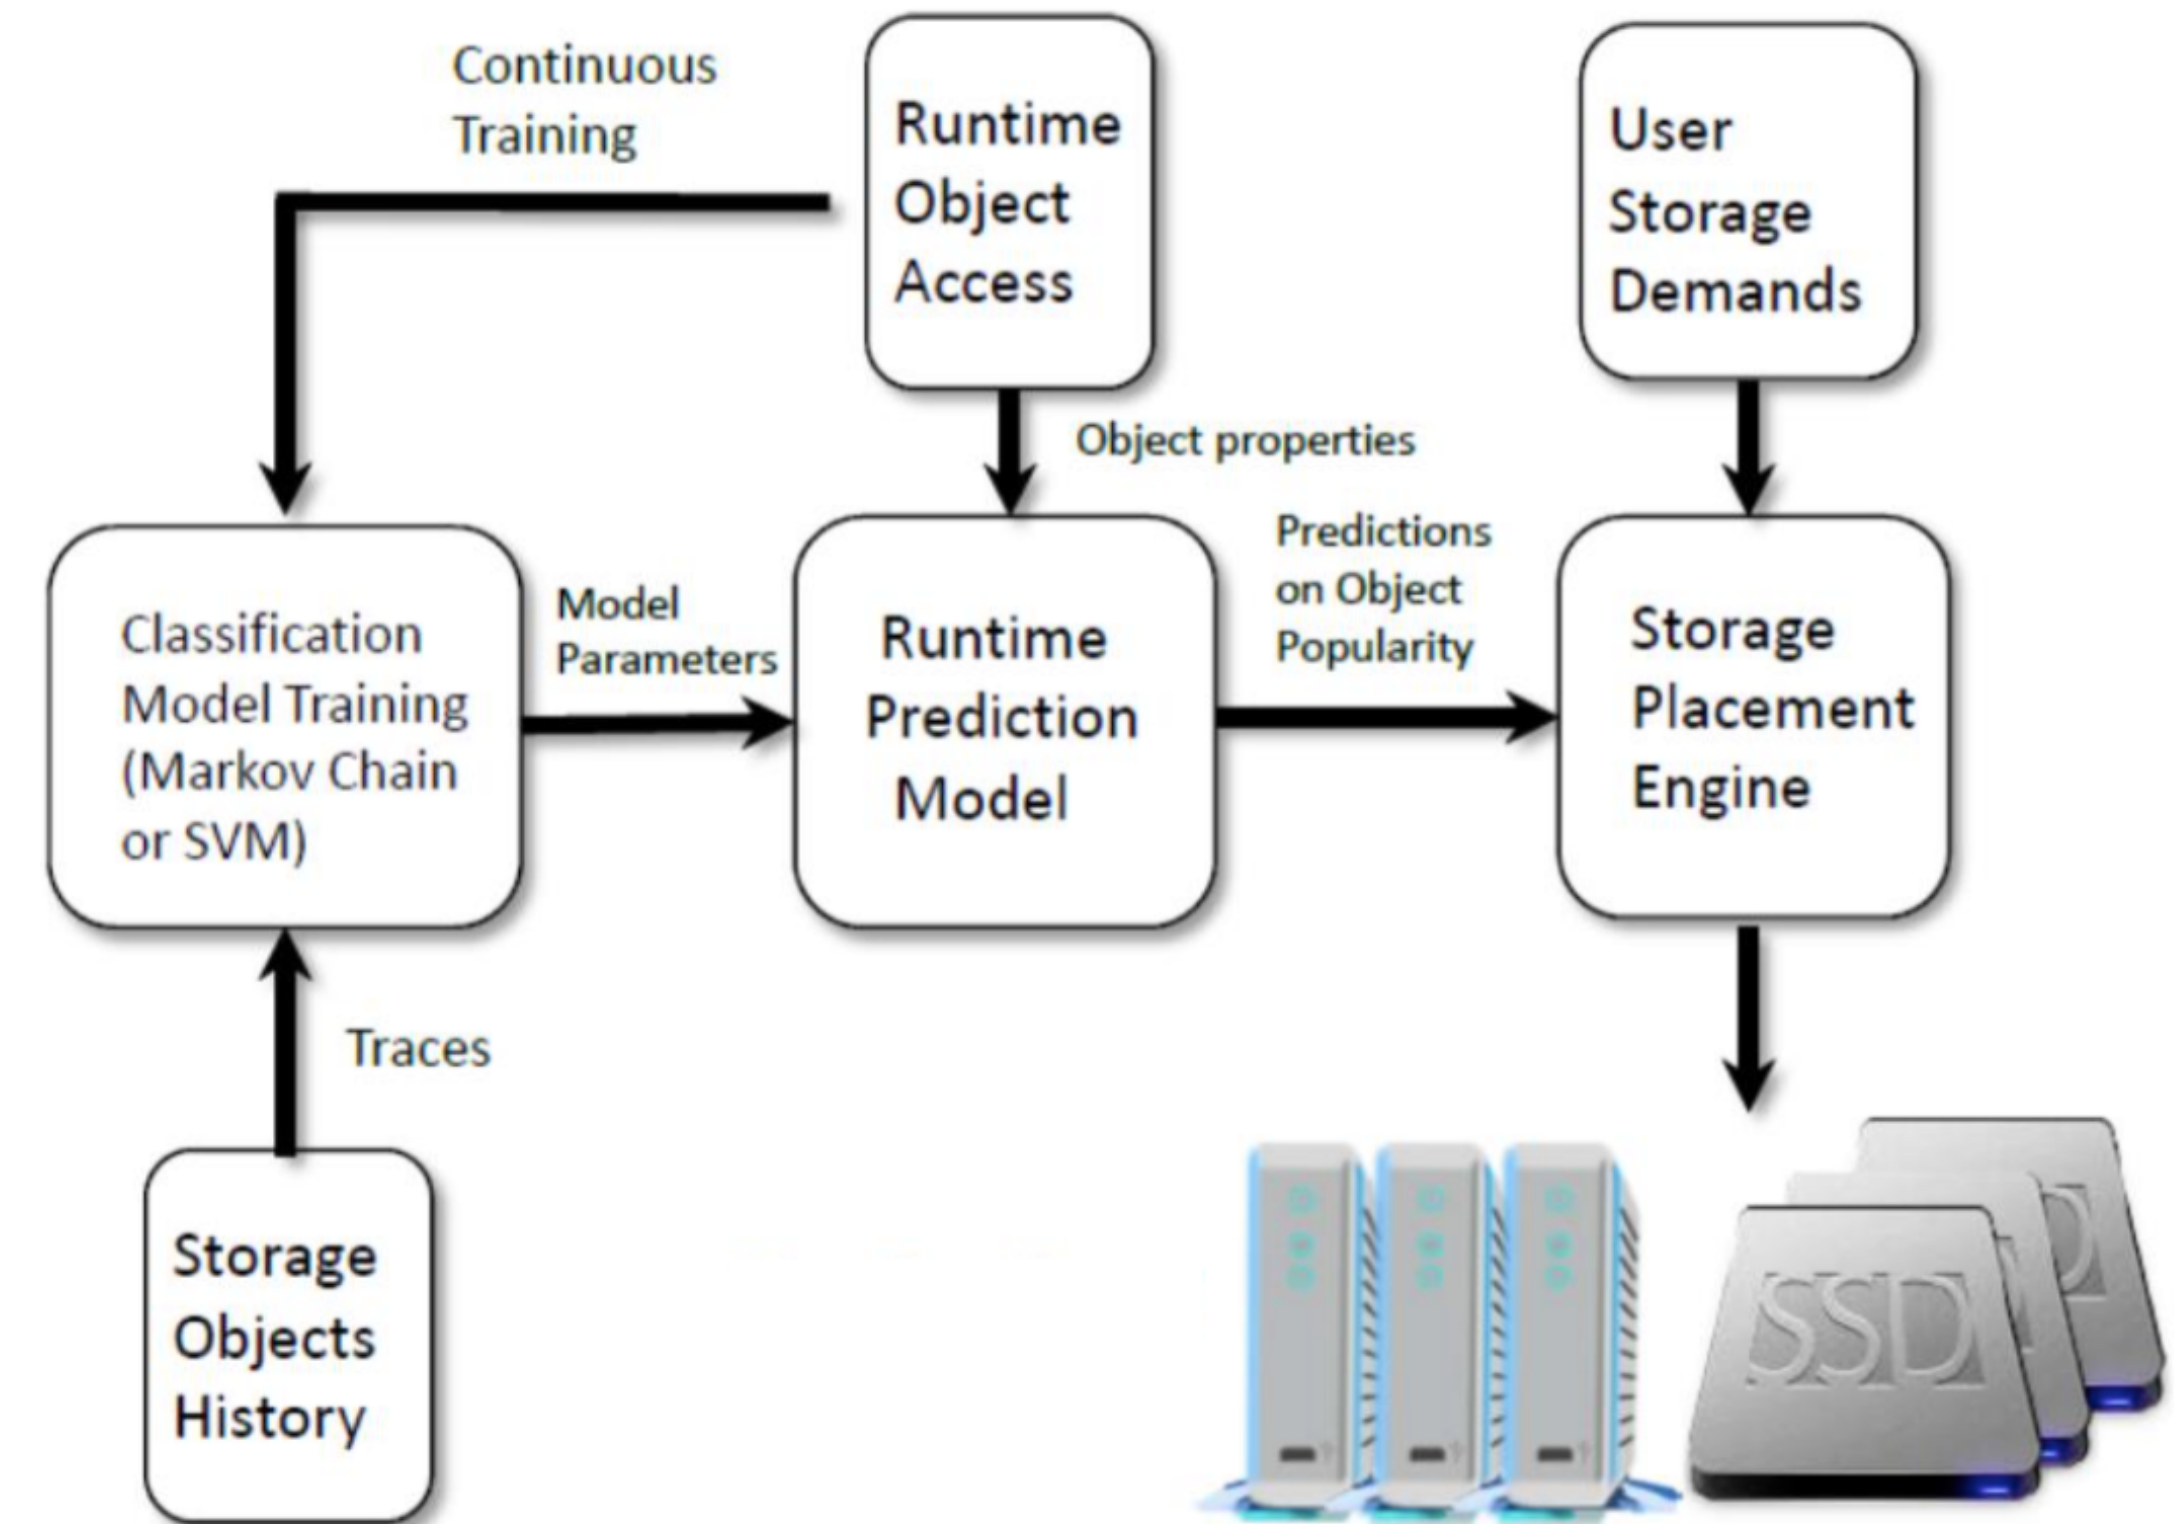 Continuous
Training
Runtime
Object
Access
User
Storage
Demands
Object properties
Classification
Model Training
(Markov Chain
or SVM)
Model
Parameters
Runtime
Prediction
Model
Predictions
on Object
Popularity
Storage
Placement
Engine
Traces
Storage
Objects
History
SSD
D